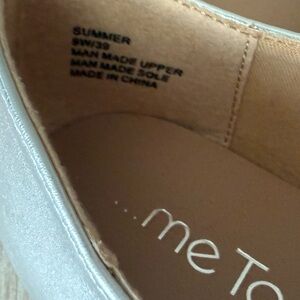 SUMMER
9W/39
MAN MADE UPPER
MAN MADE SOLE
MADE IN CHINA
...me To